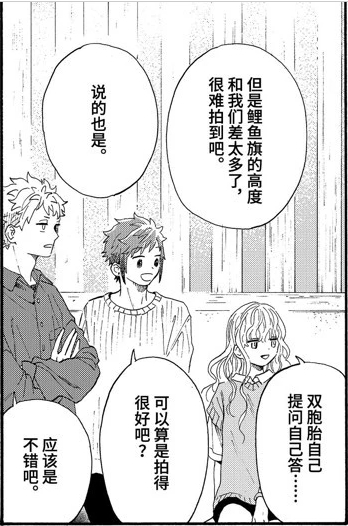 但是鲤鱼旗的高度
和我们差太多了，
很难拍到吧。
说的也是。
双胞胎自己
提问自己答……
可以算是拍得
很好吧？
应该是
不错吧。